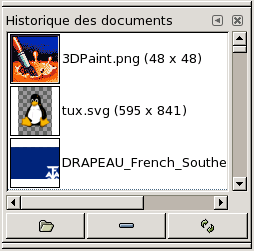 Historique des documents
3DPaint.png (48 x 48)
tux.svg (595 x 841)
DRAPEAU_French_Southe